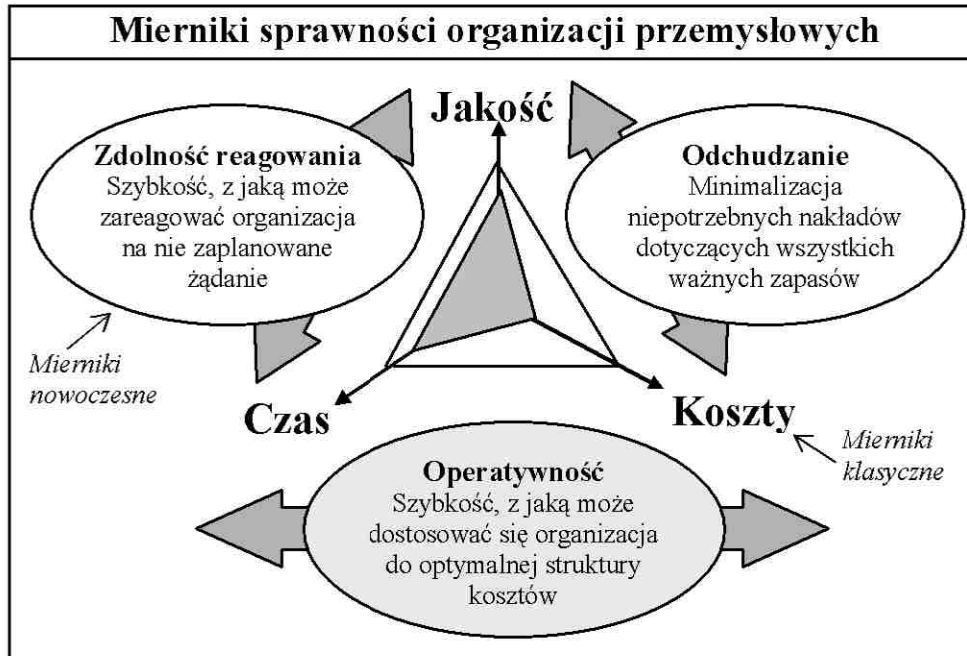 Mierniki sprawności organizacji przemysłowych
Jakość
Zdolność reagowania
Szybkość, z jaką może
zareagować organizacja
na nie zaplanowane
żądanie
Odchudzanie
Minimalizacja
niepotrzebnych nakładów
dotyczących wszystkich
ważnych zapasów
Mierniki
nowoczesne
Czas
Koszty
Mierniki
klasyczne
Operatywność
Szybkość, z jaką może
dostosować się organizacja
do optymalnej struktury
kosztów